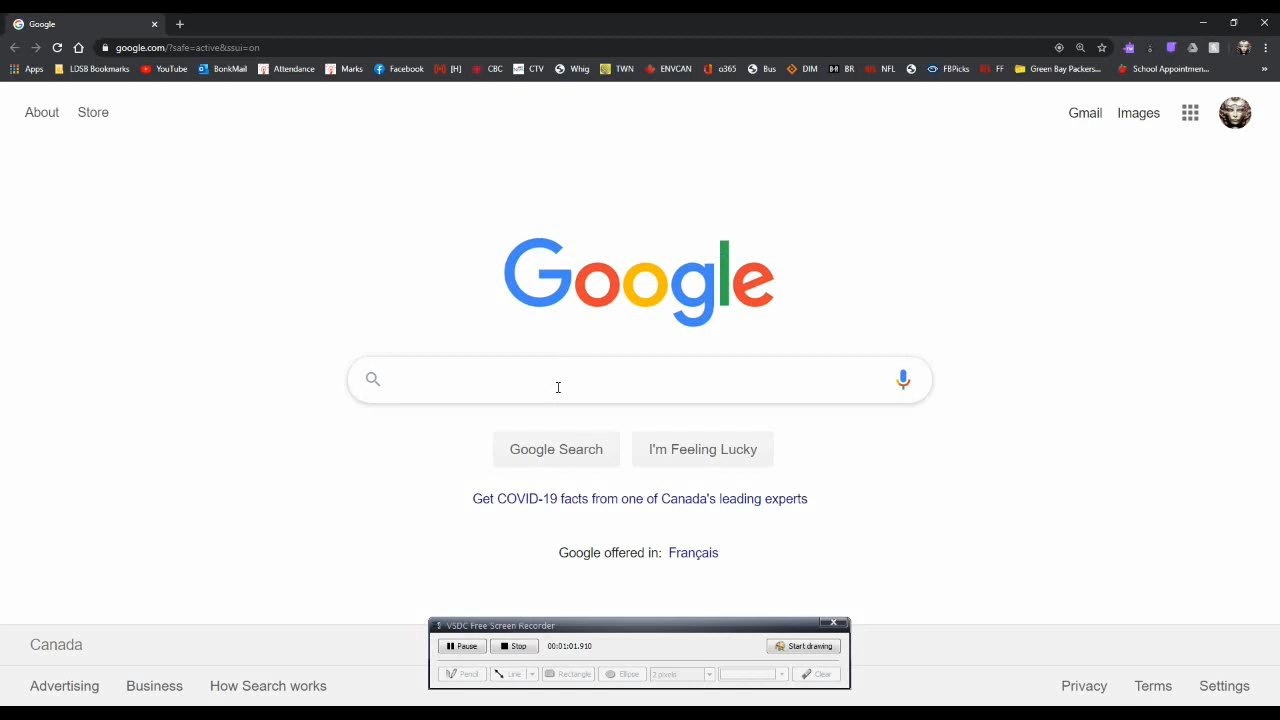 Google
google.com/?safe=active&ssui=on
Apps LDSB Bookmarks YouTube BonkMail Attendance Marks Facebook [H] CBC CTV Whig TWN ENVCAN o365 Bus DIM BR NFL FBPicks FF Green Bay Packers... School Appointmen... »
About Store Gmail Images
Google
Google Search I'm Feeling Lucky
Get COVID-19 facts from one of Canada's leading experts
Google offered in: Français
VSDC Free Screen Recorder
Pause Stop 00:01:01.910 Start drawing
Pencil Line Rectangle Ellipse 2 pixels Clear
Canada
Advertising Business How Search works Privacy Terms Settings